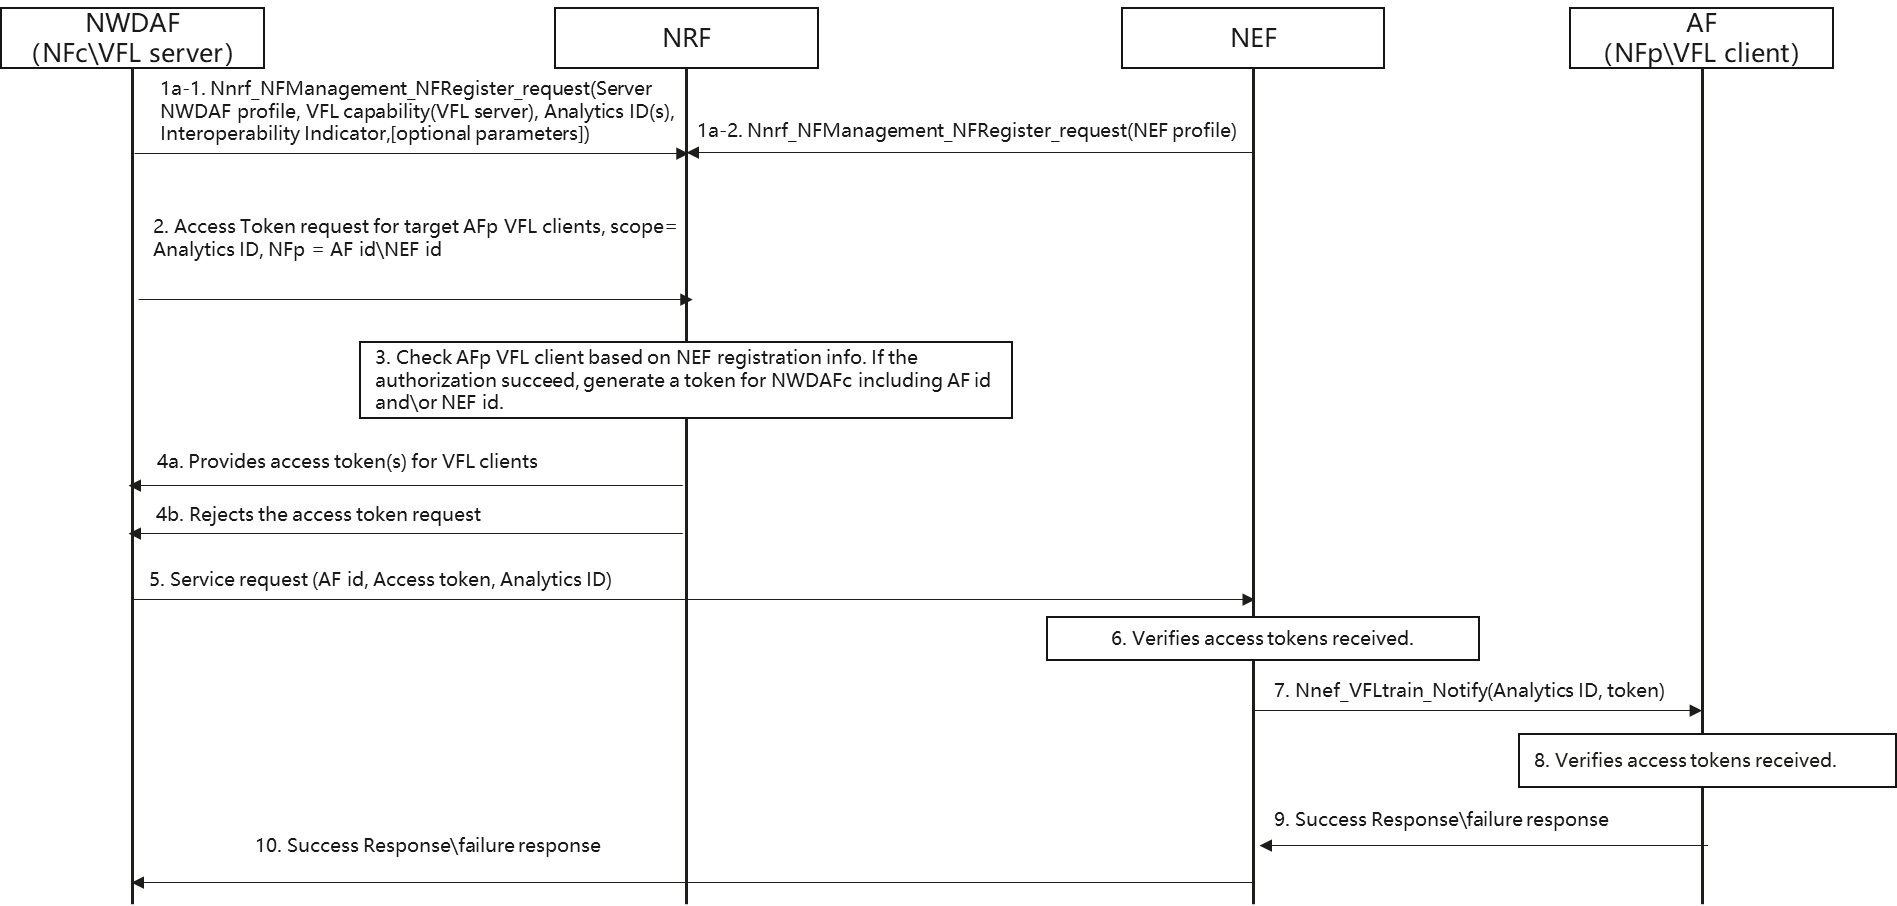 NWDAF
(NFc\VFL server)
NRF
NEF
AF
(NFp\VFL client)
1a-1. Nnrf_NFManagement_NFRegister_request(Server
NWDAF profile, VFL capability(VFL server), Analytics ID(s),
Interoperability Indicator,[optional parameters])
1a-2. Nnrf_NFManagement_NFRegister_request(NEF profile)
2. Access Token request for target AFp VFL clients, scope=
Analytics ID, NFp = AF id\NEF id
3. Check AFp VFL client based on NEF registration info. If the
authorization succeed, generate a token for NWDAFc including AF id
and\or NEF id.
4a. Provides access token(s) for VFL clients
4b. Rejects the access token request
5. Service request (AF id, Access token, Analytics ID)
6. Verifies access tokens received.
7. Nnef_VFLtrain_Notify(Analytics ID, token)
8. Verifies access tokens received.
9. Success Response\failure response
10. Success Response\failure response